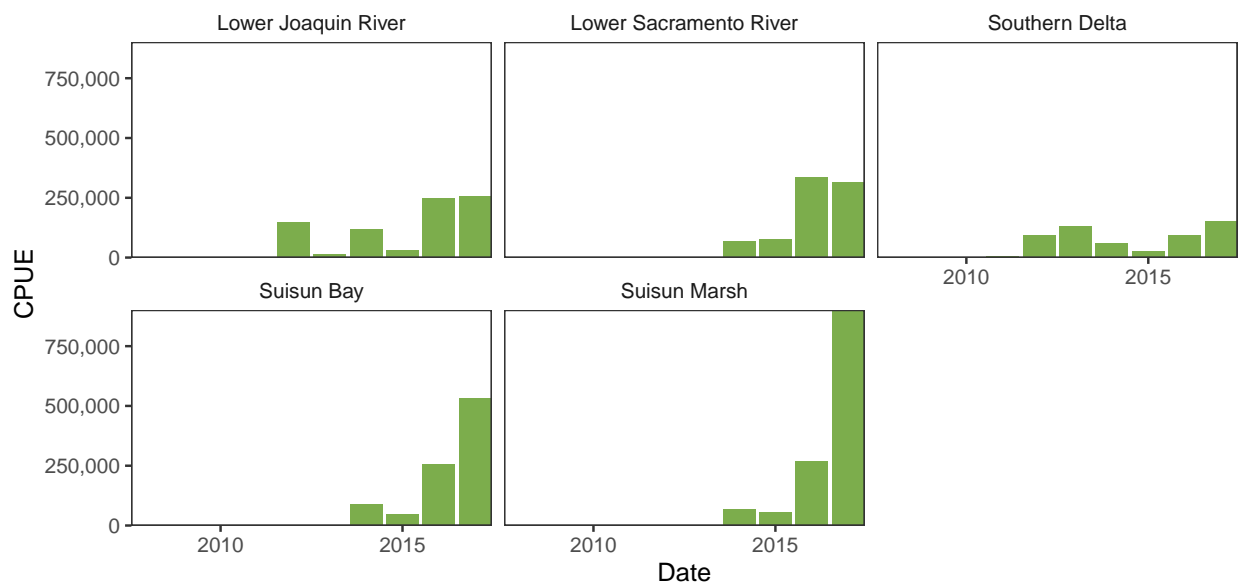 Lower Joaquin River
Lower Sacramento River
Southern Delta
750,000
500,000
250,000
0
2010
2015
Suisun Bay
Suisun Marsh
CPUE
750,000
500,000
250,000
0
2010
2015
2010
2015
Date